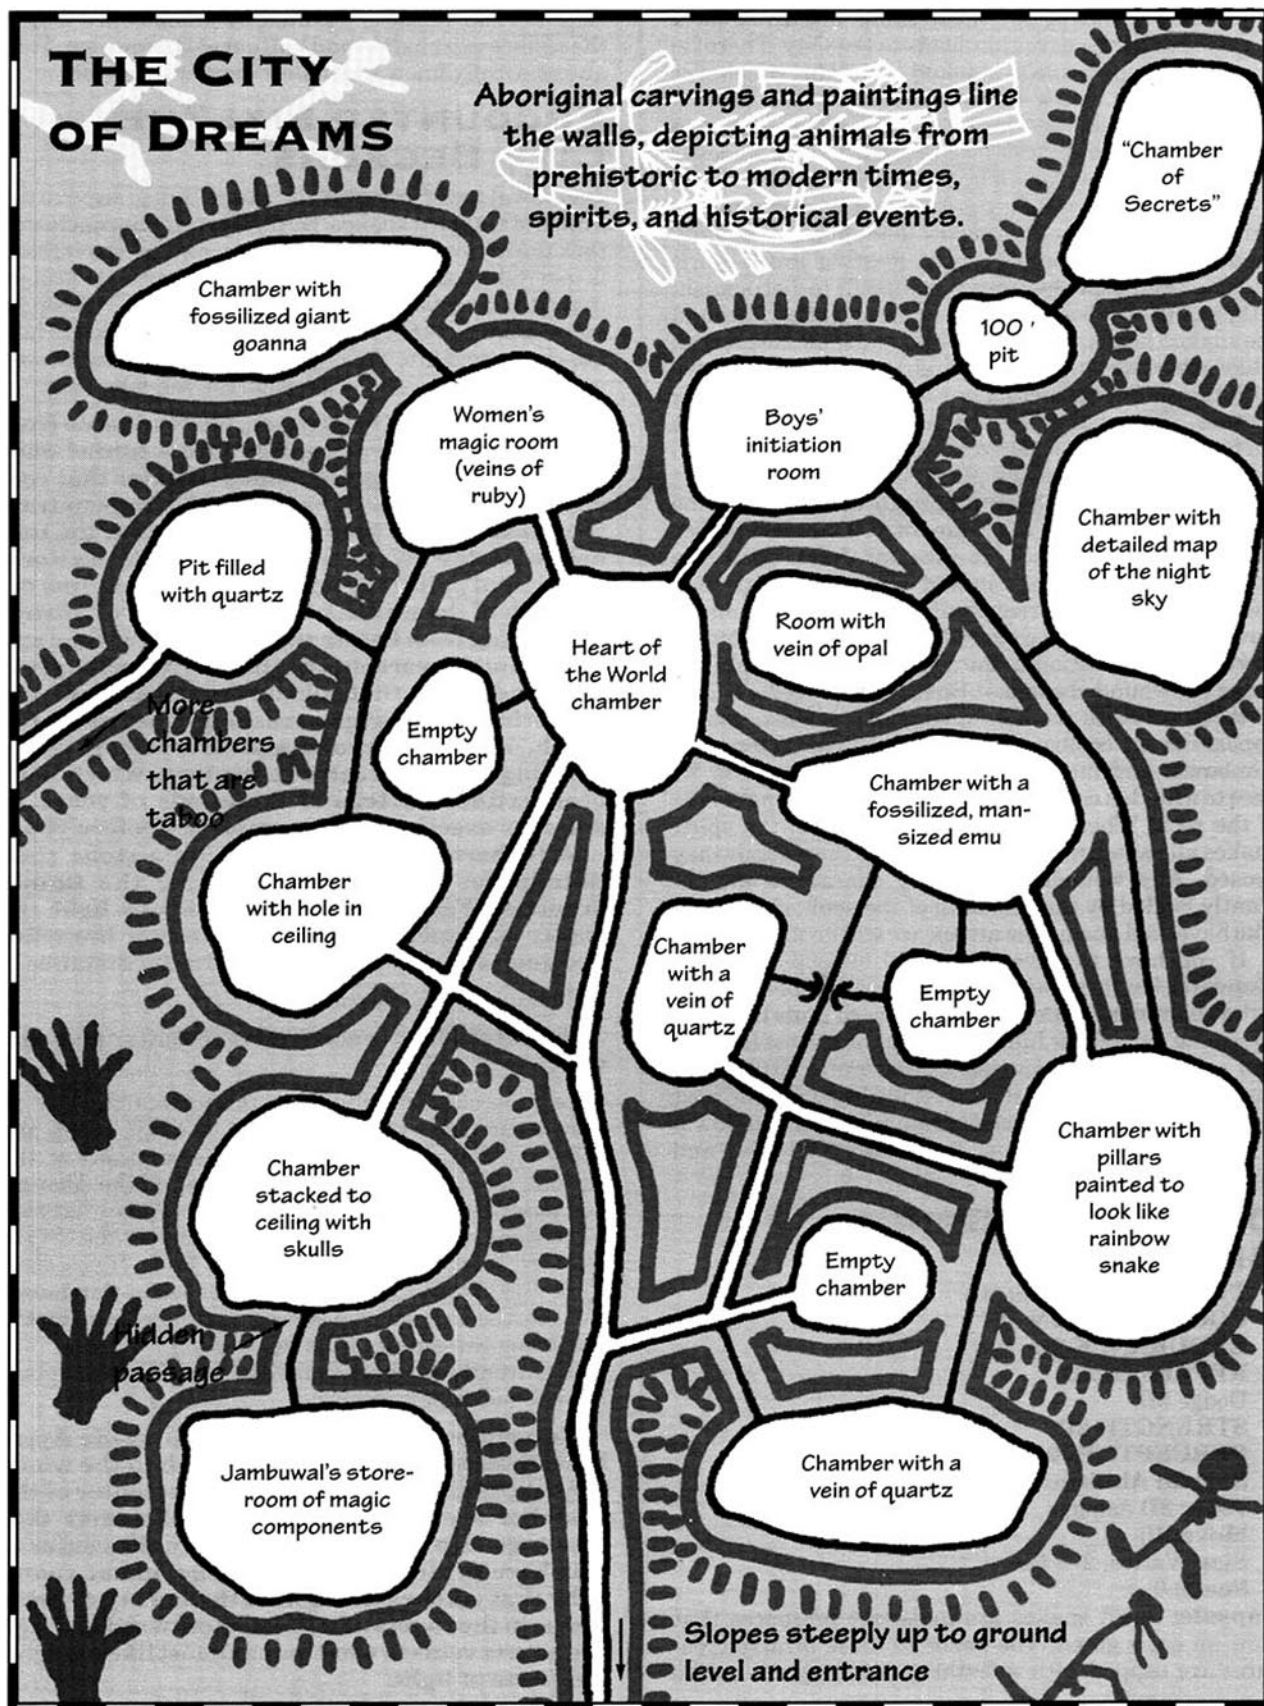 THE CITY
OF DREAMS
Aboriginal carvings and paintings line
the walls, depicting animals from
prehistoric to modern times,
spirits, and historical events.
"Chamber
of
Secrets"
Chamber with
fossilized giant
goanna
100 '
pit
Women's
magic room
(veins of
ruby)
Boys'
initiation
room
Chamber with
detailed map
of the night
sky
Pit filled
with quartz
Room with
vein of opal
Heart of
the World
chamber
More
chambers
that are
taboo
Empty
chamber
Chamber with a
fossilized, man-
sized emu
Chamber
with hole in
ceiling
Chamber
with a
vein of
quartz
Empty
chamber
Chamber with
pillars
painted to
look like
rainbow
snake
Chamber
stacked to
ceiling with
skulls
Empty
chamber
Hidden
passage
Jambuwal's store-
room of magic
components
Chamber with a
vein of quartz
Slopes steeply up to ground
level and entrance